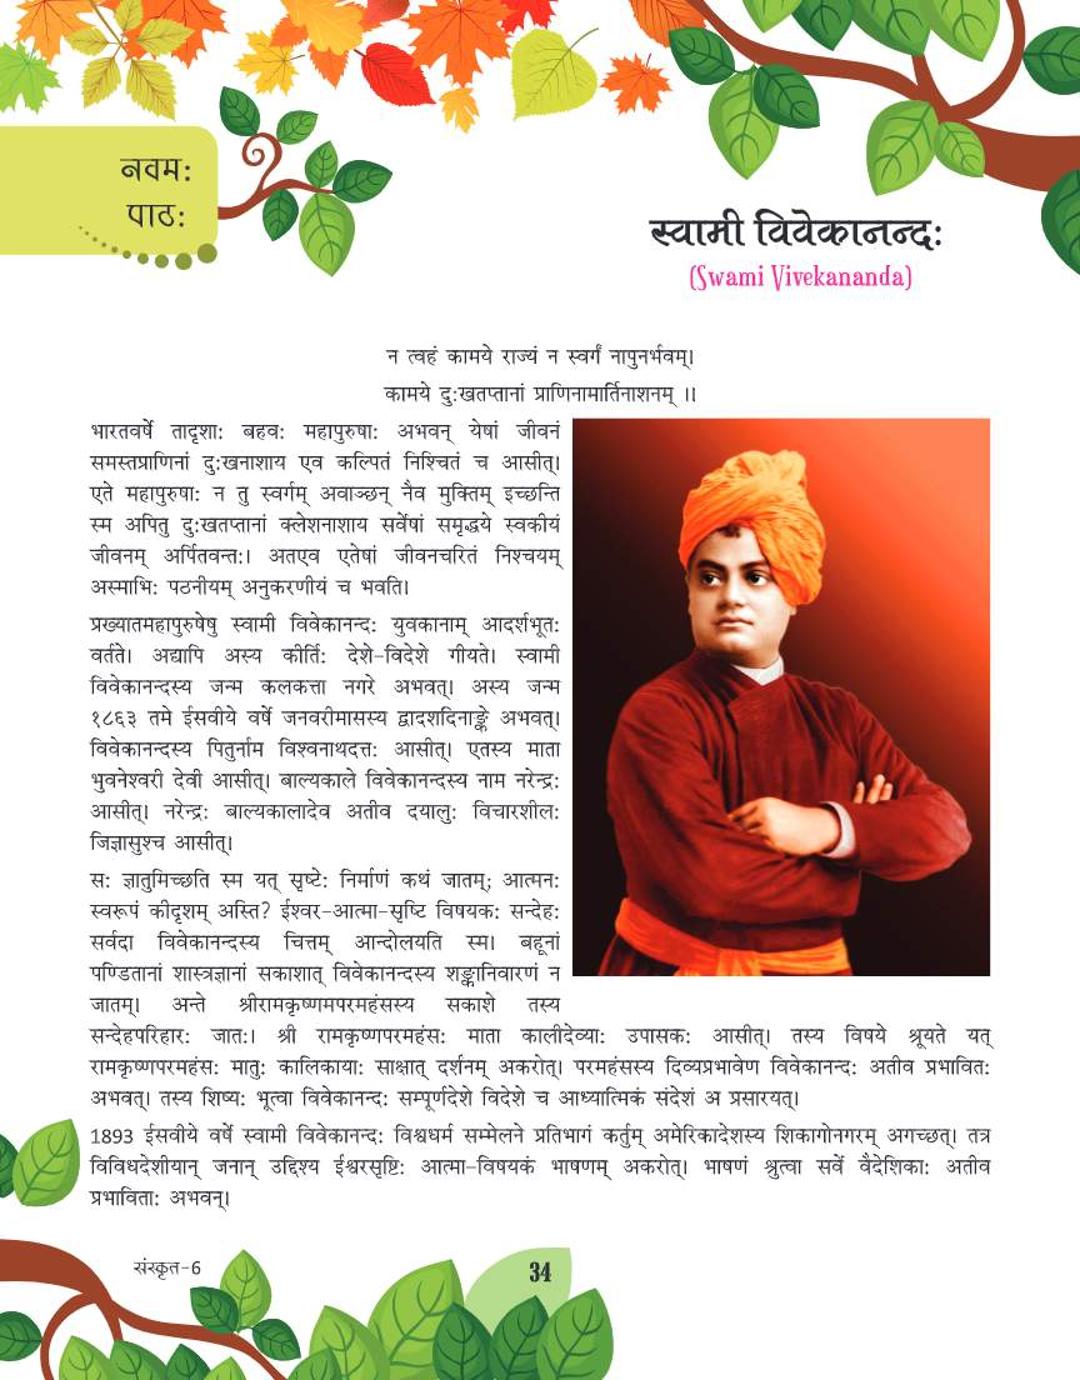 नवमः
पाठः
स्वामी विवेकानन्दः
(Swami Vivekananda)
न त्वहं कामये राज्यं न स्वर्गं नापुनर्भवम्।
कामये दुःखतप्तानां प्राणिनामार्तिनाशनम् ।।
भारतवर्षे तादृशाः बहवः महापुरुषाः अभवन् येषां जीवनं
समस्तप्राणिनां दुःखनाशाय एव कल्पितं निश्चितं च आसीत्।
एते महापुरुषाः न तु स्वर्गम् अवाञ्छन् नैव मुक्तिम् इच्छन्ति
स्म अपितु दुःखतप्तानां क्लेशनाशाय सर्वेषां समृद्धये स्वकीयं
जीवनम् अर्पितवन्तः। अतएव एतेषां जीवनचरितं निश्चयम्
अस्माभिः पठनीयम् अनुकरणीयं च भवति।
प्रख्यातमहापुरुषेषु स्वामी विवेकानन्दः युवकानाम् आदर्शभूतः
वर्तते। अद्यापि अस्य कीर्तिः देशे-विदेशे गीयते। स्वामी
विवेकानन्दस्य जन्म कलकत्ता नगरे अभवत्। अस्य जन्म
१८६३ तमे ईसवीये वर्षे जनवरीमासस्य द्वादशदिनाङ्के अभवत्।
विवेकानन्दस्य पितुर्नाम विश्वनाथदत्तः आसीत्। एतस्य माता
भुवनेश्वरी देवी आसीत्। बाल्यकाले विवेकानन्दस्य नाम नरेन्द्रः
आसीत्। नरेन्द्रः बाल्यकालादेव अतीव दयालुः विचारशीलः
जिज्ञासुश्च आसीत्।
सः ज्ञातुमिच्छति स्म यत् सृष्टेः निर्माणं कथं जातम्; आत्मनः
स्वरूपं कीदृशम् अस्ति? ईश्वर-आत्मा-सृष्टि विषयकः सन्देहः
सर्वदा विवेकानन्दस्य चित्तम् आन्दोलयति स्म। बहूनां
पण्डितानां शास्त्रज्ञानां सकाशात् विवेकानन्दस्य शङ्कानिवारणं न
जातम्। अन्ते श्रीरामकृष्णमपरमहंसस्य सकाशे तस्य
सन्देहपरिहारः जातः। श्री रामकृष्णपरमहंसः माता कालीदेव्याः उपासकः आसीत्। तस्य विषये श्रूयते यत्
रामकृष्णपरमहंसः मातुः कालिकायाः साक्षात् दर्शनम् अकरोत्। परमहंसस्य दिव्यप्रभावेण विवेकानन्दः अतीव प्रभावितः
अभवत्। तस्य शिष्यः भूत्वा विवेकानन्दः सम्पूर्णदेशे विदेशे च आध्यात्मिकं संदेशं अ प्रसारयत्।
1893 ईसवीये वर्षे स्वामी विवेकानन्दः विश्वधर्म सम्मेलने प्रतिभागं कर्तुम् अमेरिकादेशस्य शिकागोनगरम् अगच्छत्। तत्र
विविधदेशीयान् जनान् उद्दिश्य ईश्वरसृष्टिः आत्मा-विषयकं भाषणम् अकरोत्। भाषणं श्रुत्वा सर्वे वैदेशिकाः अतीव
प्रभाविताः अभवन्।
संस्कृत-6
34